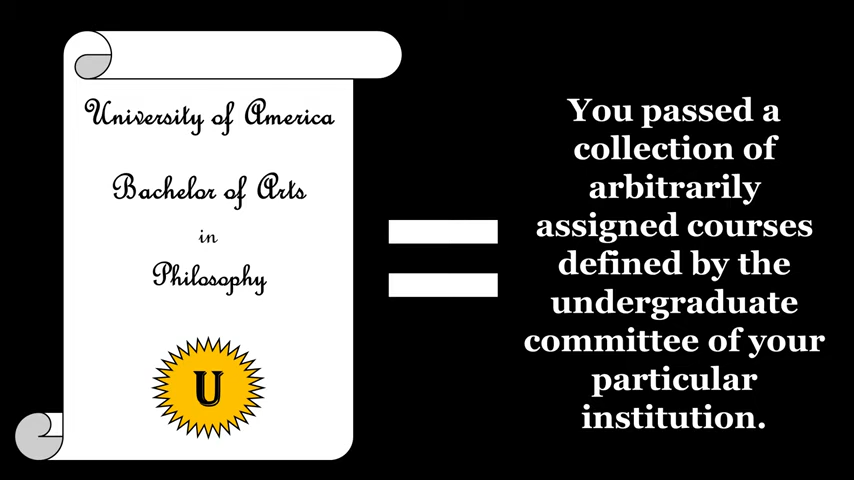 University of America
Bachelor of Arts
in
Philosophy
U
You passed a
collection of
arbitrarily
assigned courses
defined by the
undergraduate
committee of your
particular
institution.